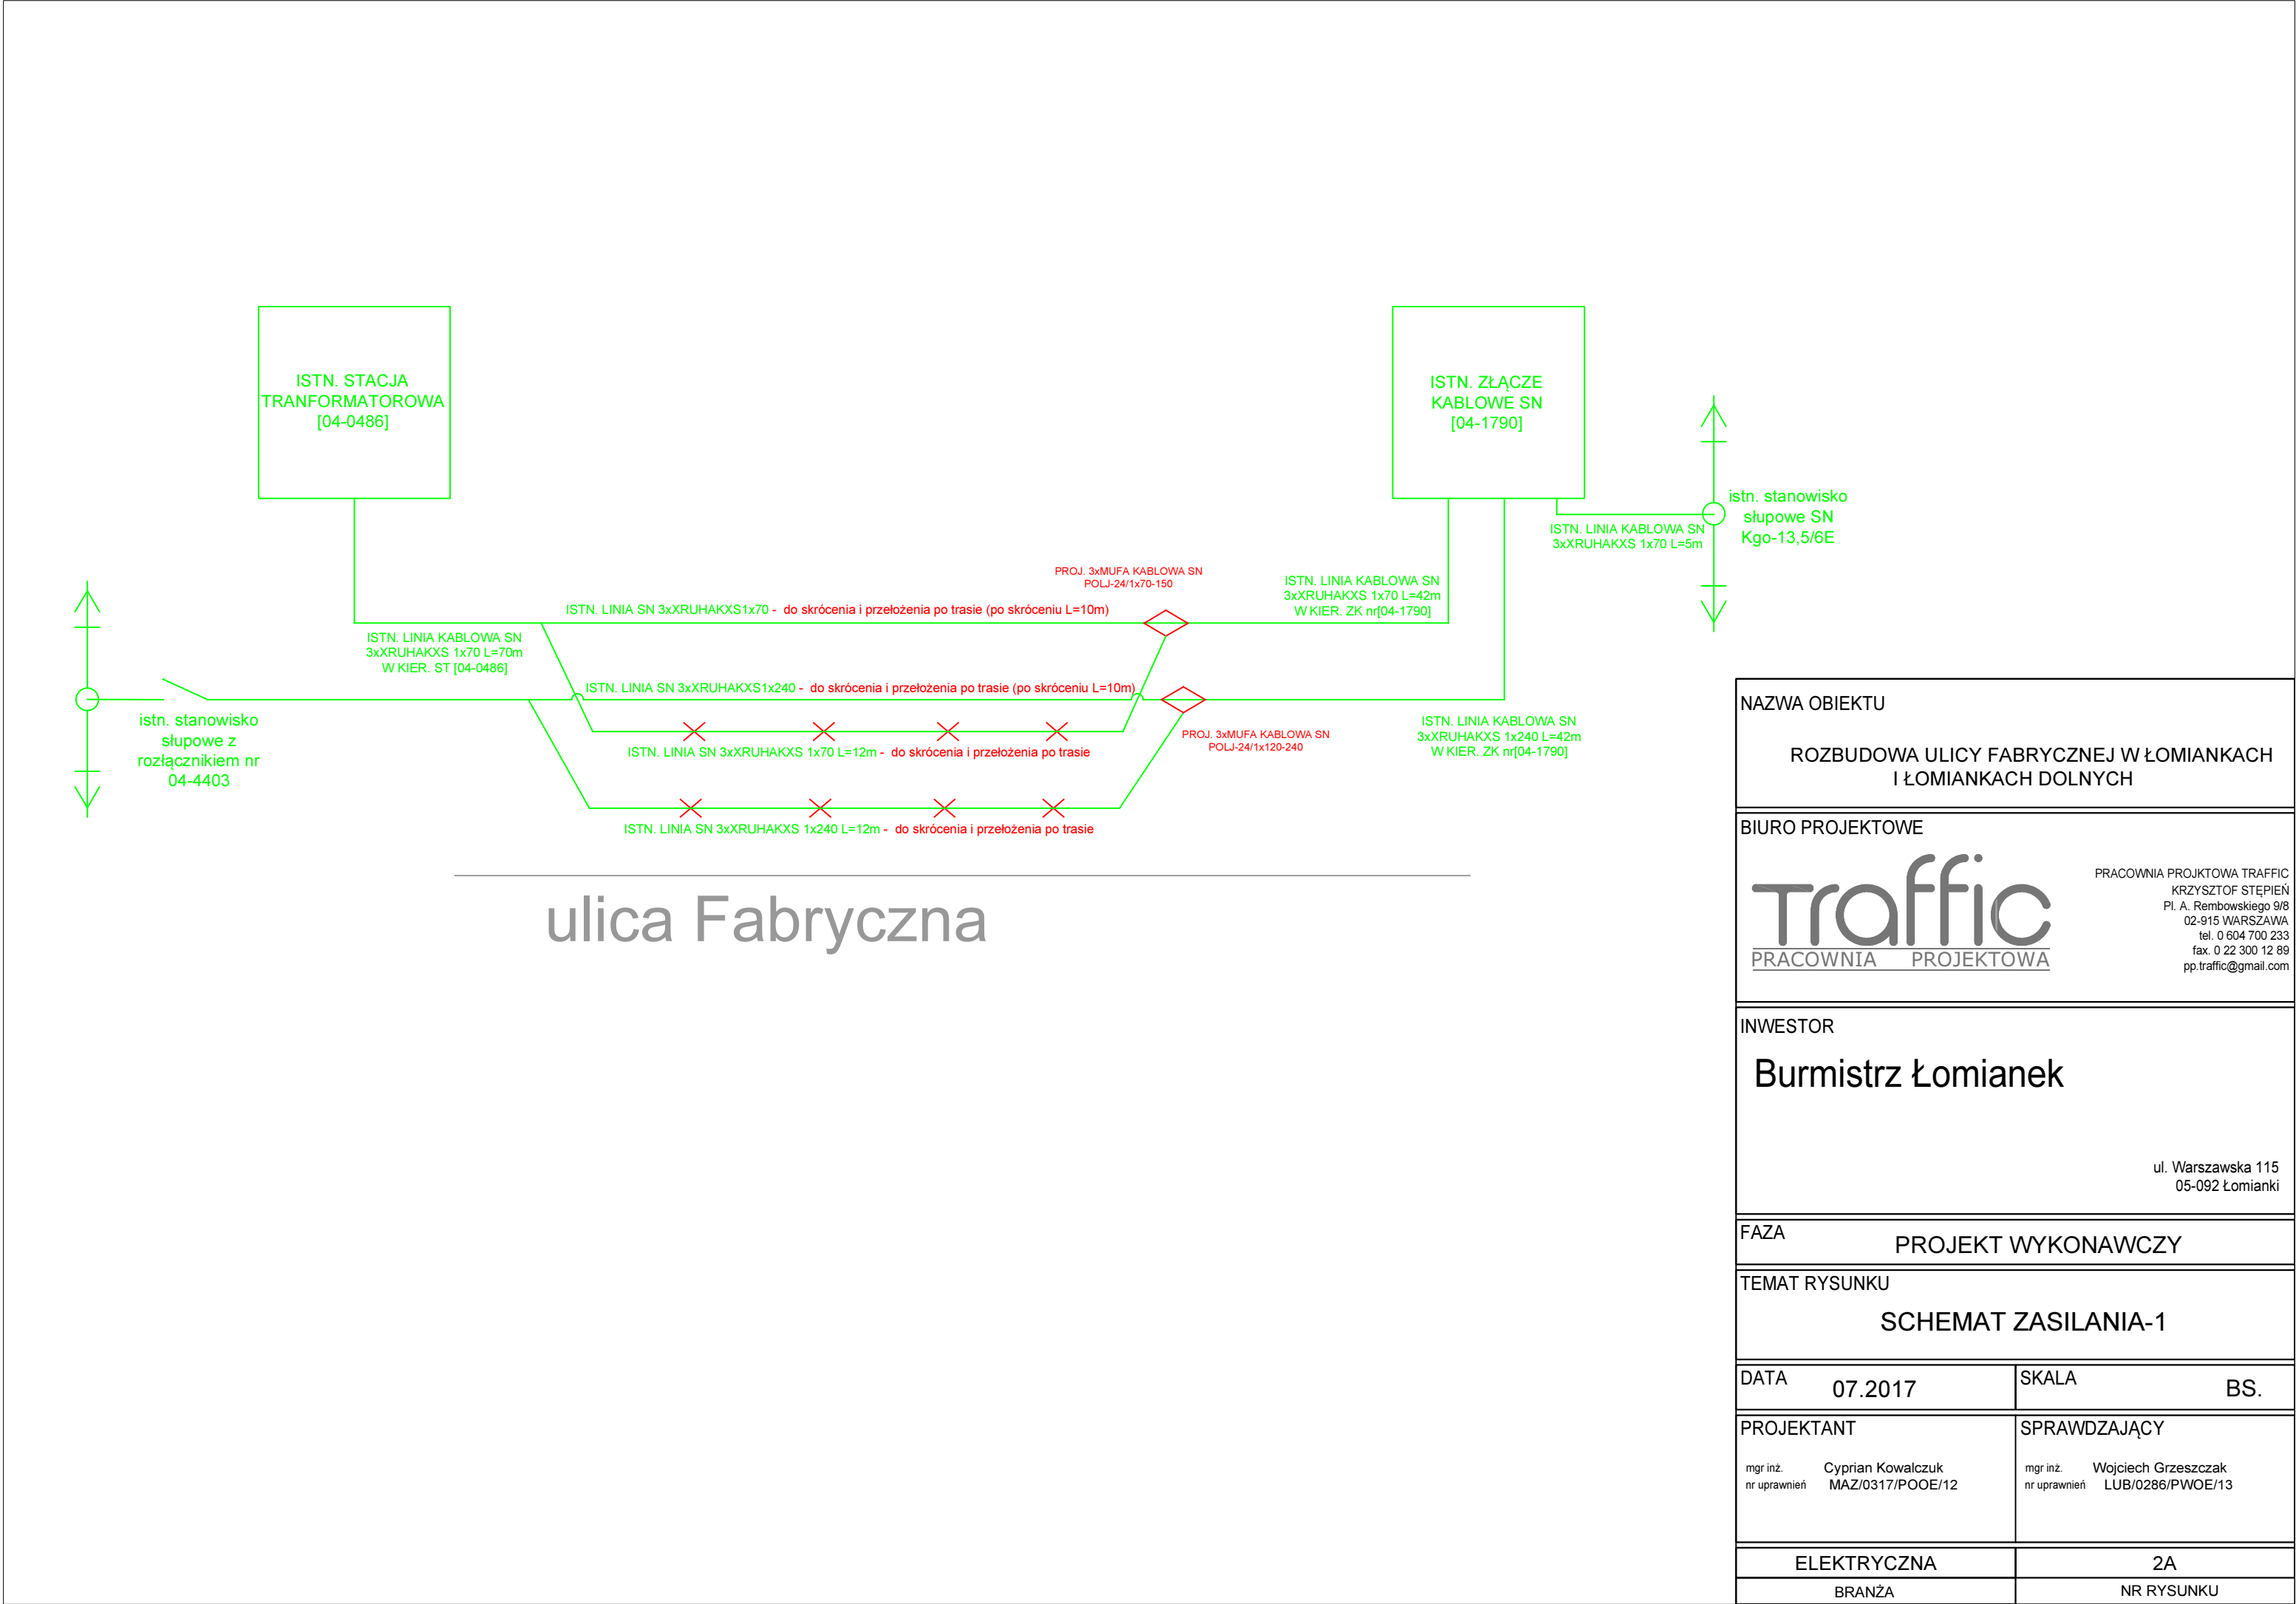 ISTN. STACJA
TRANFORMATOROWA
[04-0486]
ISTN. ZŁĄCZE
KABLOWE SN
[04-1790]
istn. stanowisko
słupowe SN
Kgo-13,5/6E
ISTN. LINIA KABLOWA SN
3xXRUHAKXS 1x70 L=5m
PROJ. 3xMUFA KABLOWA SN
POLJ-24/1x70-150
ISTN. LINIA KABLOWA SN
3xXRUHAKXS 1x70 L=42m
W KIER. ZK nr[04-1790]
ISTN. LINIA SN 3xXRUHAKXS1x70 - do skrócenia i przełożenia po trasie (po skróceniu L=10m)
ISTN. LINIA KABLOWA SN
3xXRUHAKXS 1x70 L=70m
W KIER. ST [04-0486]
ISTN. LINIA SN 3xXRUHAKXS1x240 - do skrócenia i przełożenia po trasie (po skróceniu L=10m)
istn. stanowisko
słupowe z
rozłącznikiem nr
04-4403
ISTN. LINIA SN 3xXRUHAKXS 1x70 L=12m - do skrócenia i przełożenia po trasie
PROJ. 3xMUFA KABLOWA SN
POLJ-24/1x120-240
ISTN. LINIA KABLOWA SN
3xXRUHAKXS 1x240 L=42m
W KIER. ZK nr[04-1790]
ISTN. LINIA SN 3xXRUHAKXS 1x240 L=12m - do skrócenia i przełożenia po trasie
ulica Fabryczna
NAZWA OBIEKTU
ROZBUDOWA ULICY FABRYCZNEJ W ŁOMIANKACH
I ŁOMIANKACH DOLNYCH
BIURO PROJEKTOWE
Traffic
PRACOWNIA PROJEKTOWA
PRACOWNIA PROJKTOWA TRAFFIC
KRZYSZTOF STĘPIEŃ
Pl. A. Rembowskiego 9/8
02-915 WARSZAWA
tel. 0 604 700 233
fax. 0 22 300 12 89
pp.traffic@gmail.com
INWESTOR
Burmistrz Łomianek
ul. Warszawska 115
05-092 Łomianki
FAZA
PROJEKT WYKONAWCZY
TEMAT RYSUNKU
SCHEMAT ZASILANIA-1
DATA 07.2017
SKALA BS.
PROJEKTANT
mgr inż. Cyprian Kowalczuk
nr uprawnień MAZ/0317/POOE/12
SPRAWDZAJĄCY
mgr inż. Wojciech Grzeszczak
nr uprawnień LUB/0286/PWOE/13
ELEKTRYCZNA
2A
BRANŻA
NR RYSUNKU